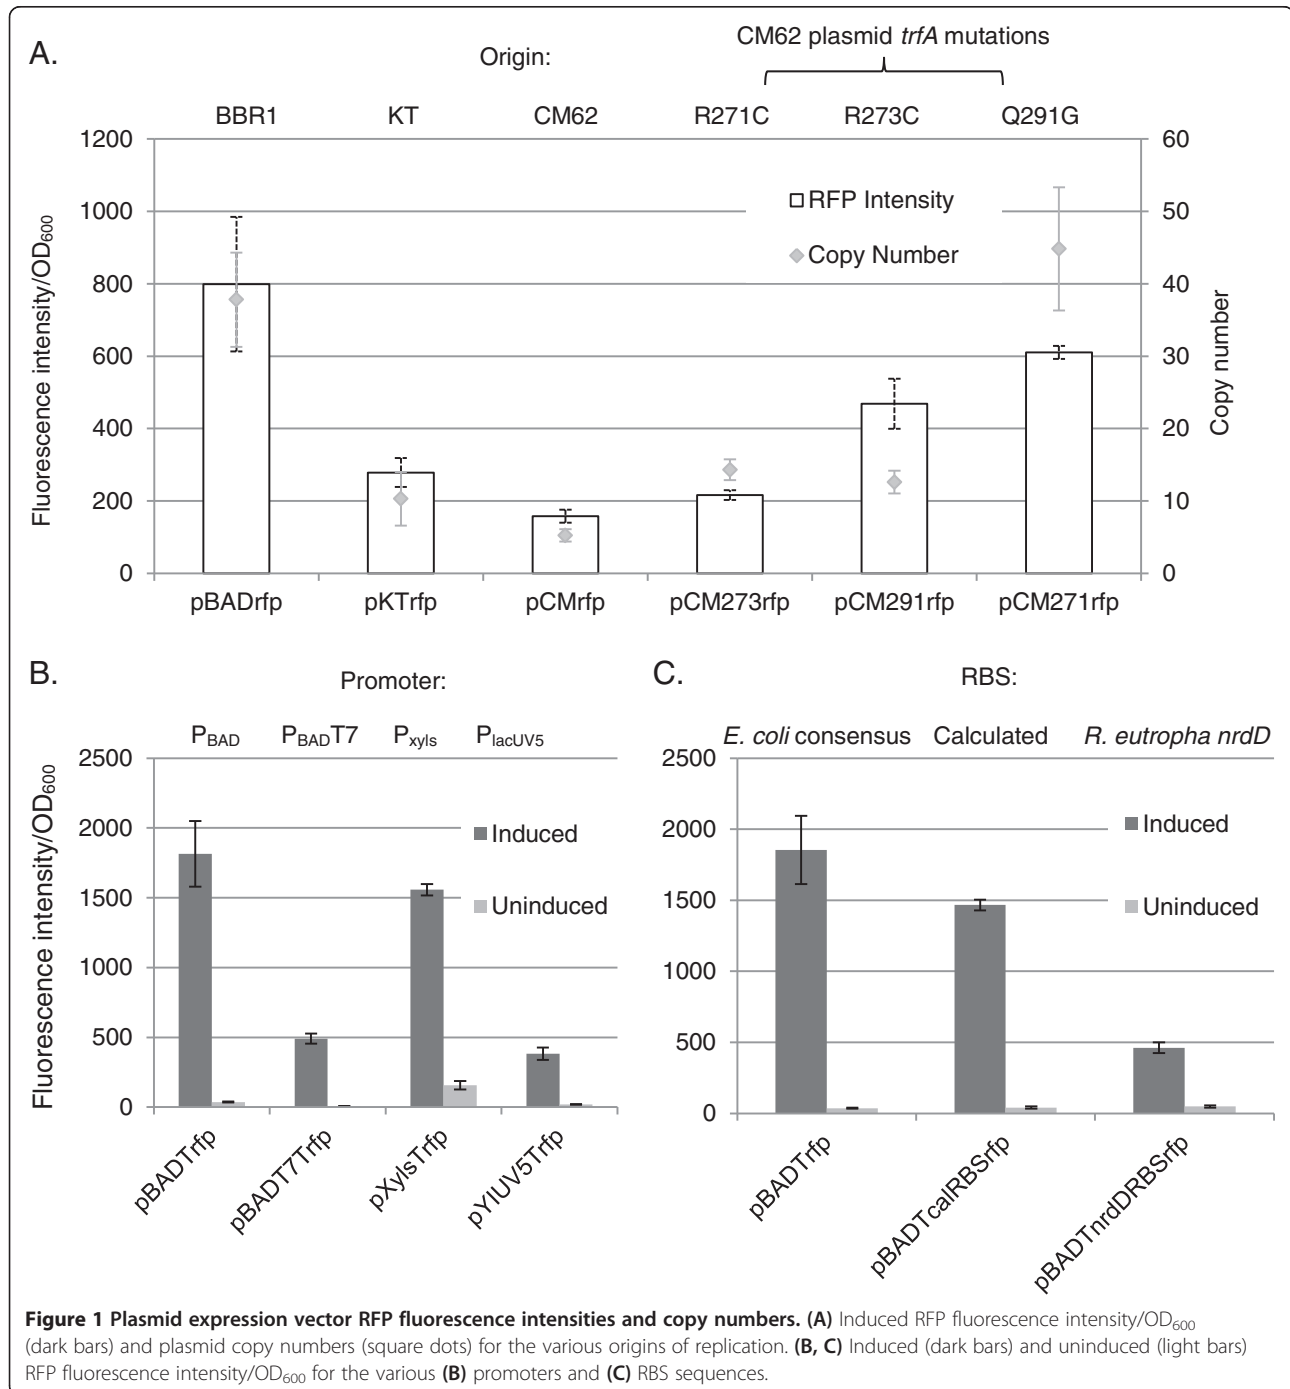 A.
Origin:
CM62 plasmid trfA mutations
BBR1 KT CM62 R271C R273C Q291G
1200
1000
800
600
400
200
0
Fluorescence intensity/OD600
60
50
40
30
20
10
0
Copy number
RFP Intensity
Copy Number
pBADrfp pKTrfp pCMrfp pCM273rfp pCM291rfp pCM271rfp
B.
Promoter:
PBAD PBADT7 Pxyls PlacUV5
2500
2000
1500
1000
500
0
Fluorescence intensity/OD600
Induced
Uninduced
pBADTrfp
pBADT7Trfp
pXylsTrfp
pYIUV5Trfp
C.
RBS:
E. coli consensus Calculated R. eutropha nrdD
2500
2000
1500
1000
500
0
Induced
Uninduced
pBADTrfp
pBADTcalRBSrfp
pBADTnrdDRBSrfp
Figure 1 Plasmid expression vector RFP fluorescence intensities and copy numbers. (A) Induced RFP fluorescence intensity/OD600
(dark bars) and plasmid copy numbers (square dots) for the various origins of replication. (B, C) Induced (dark bars) and uninduced (light bars)
RFP fluorescence intensity/OD600 for the various (B) promoters and (C) RBS sequences.